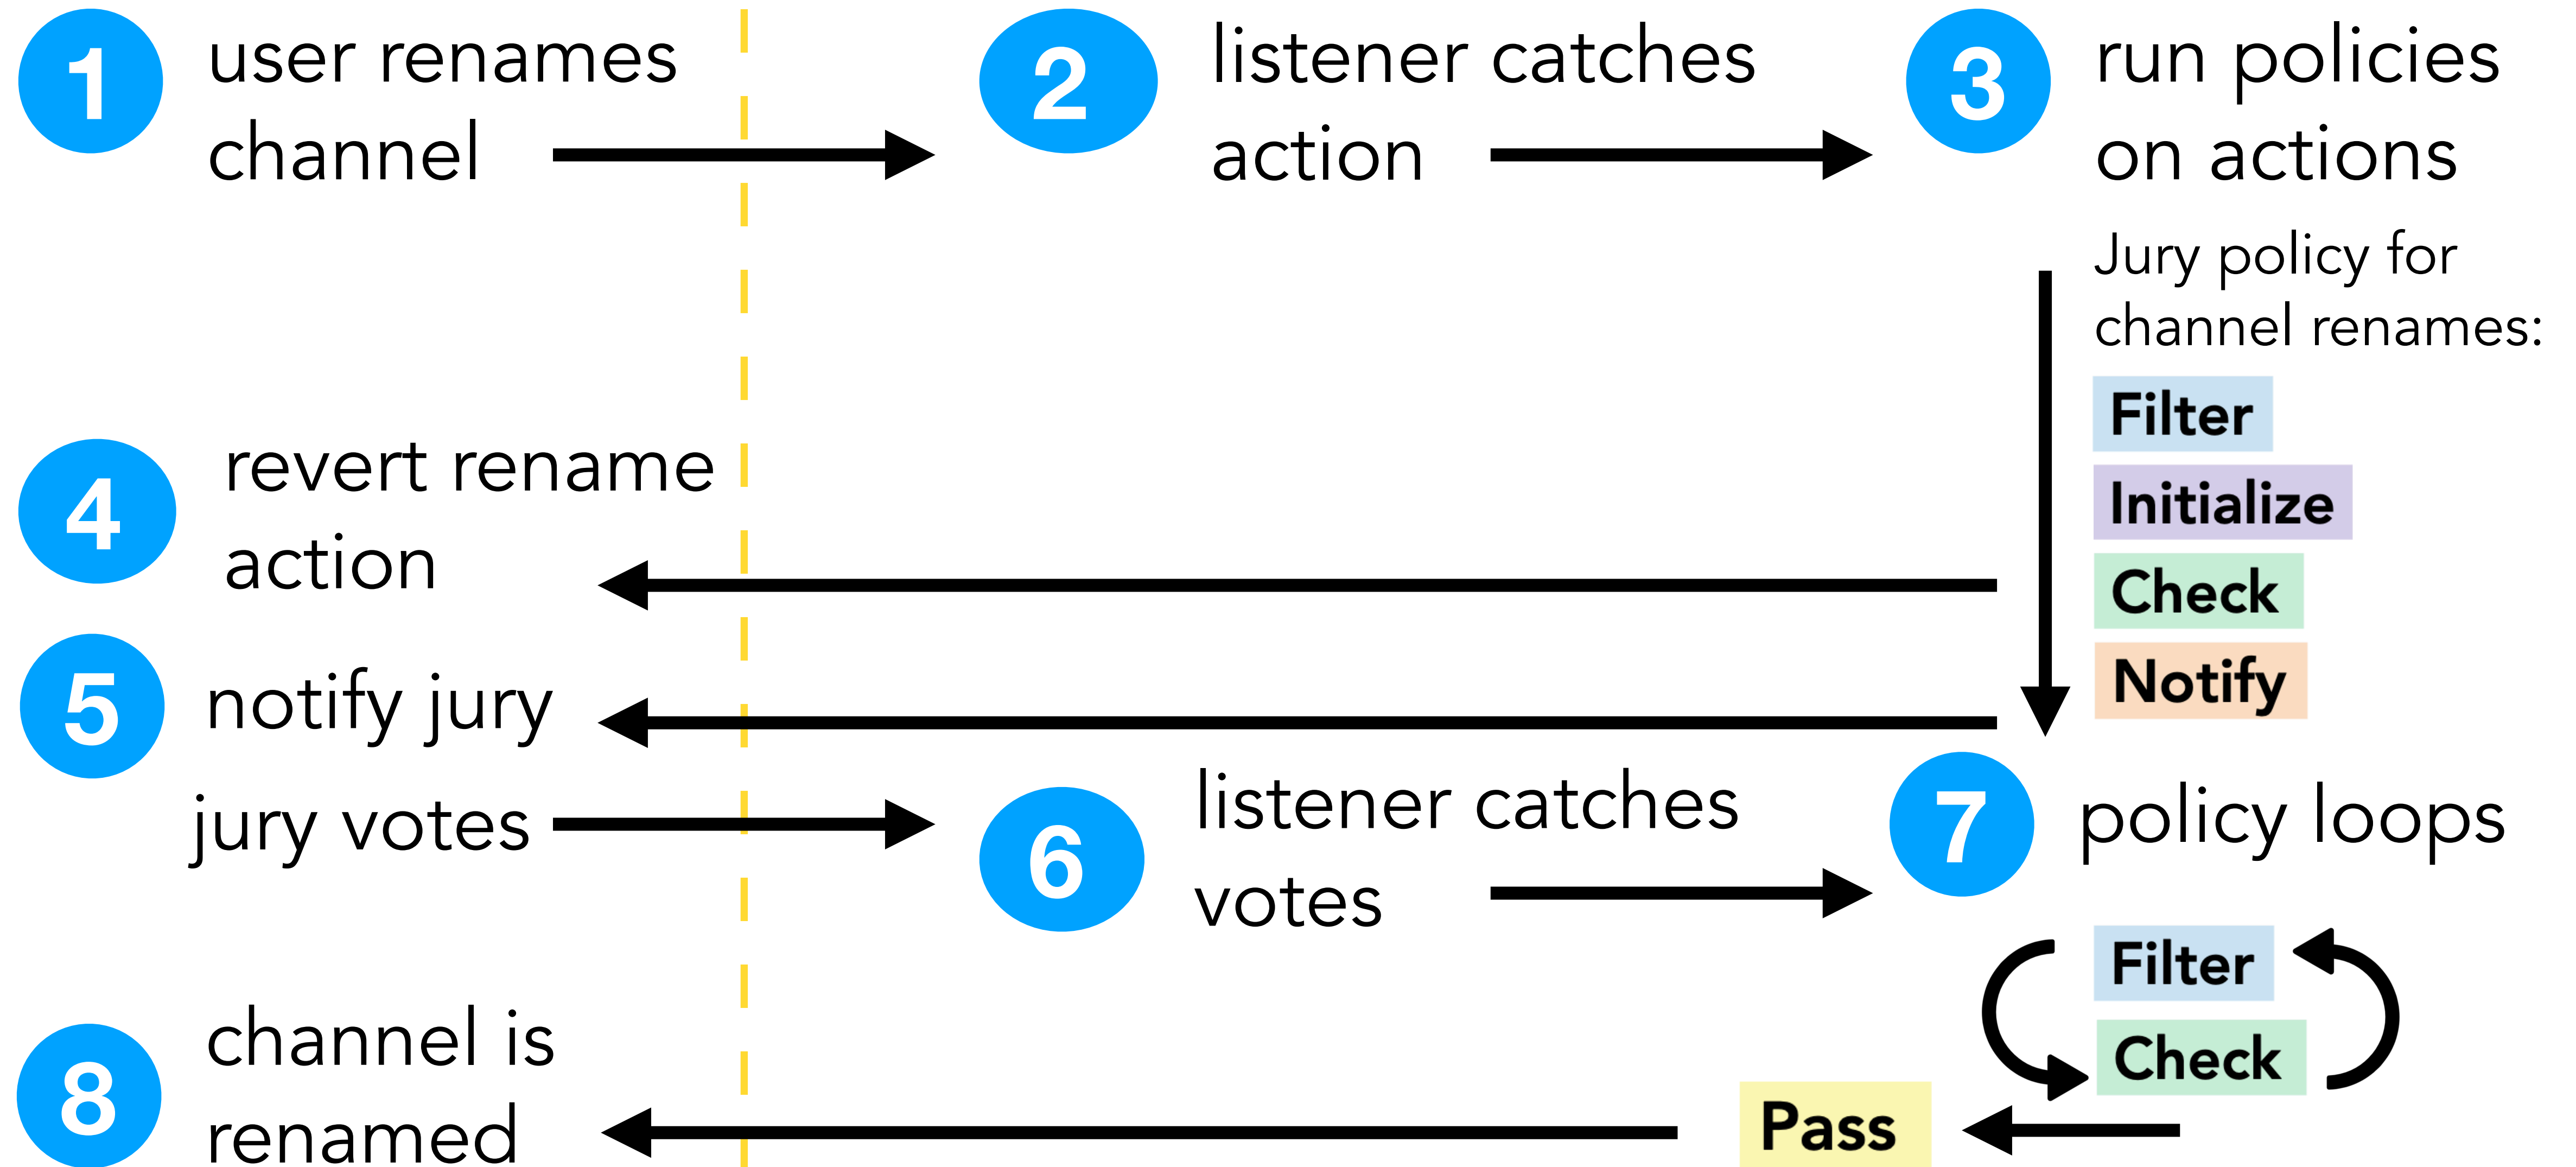 1
user renames
channel
2
listener catches
action
3
run policies
on actions
Jury policy for
channel renames:
Filter
Initialize
Check
Notify
4
revert rename
action
5
notify jury
jury votes
6
listener catches
votes
7
policy loops
Filter
Check
Pass
8
channel is
renamed